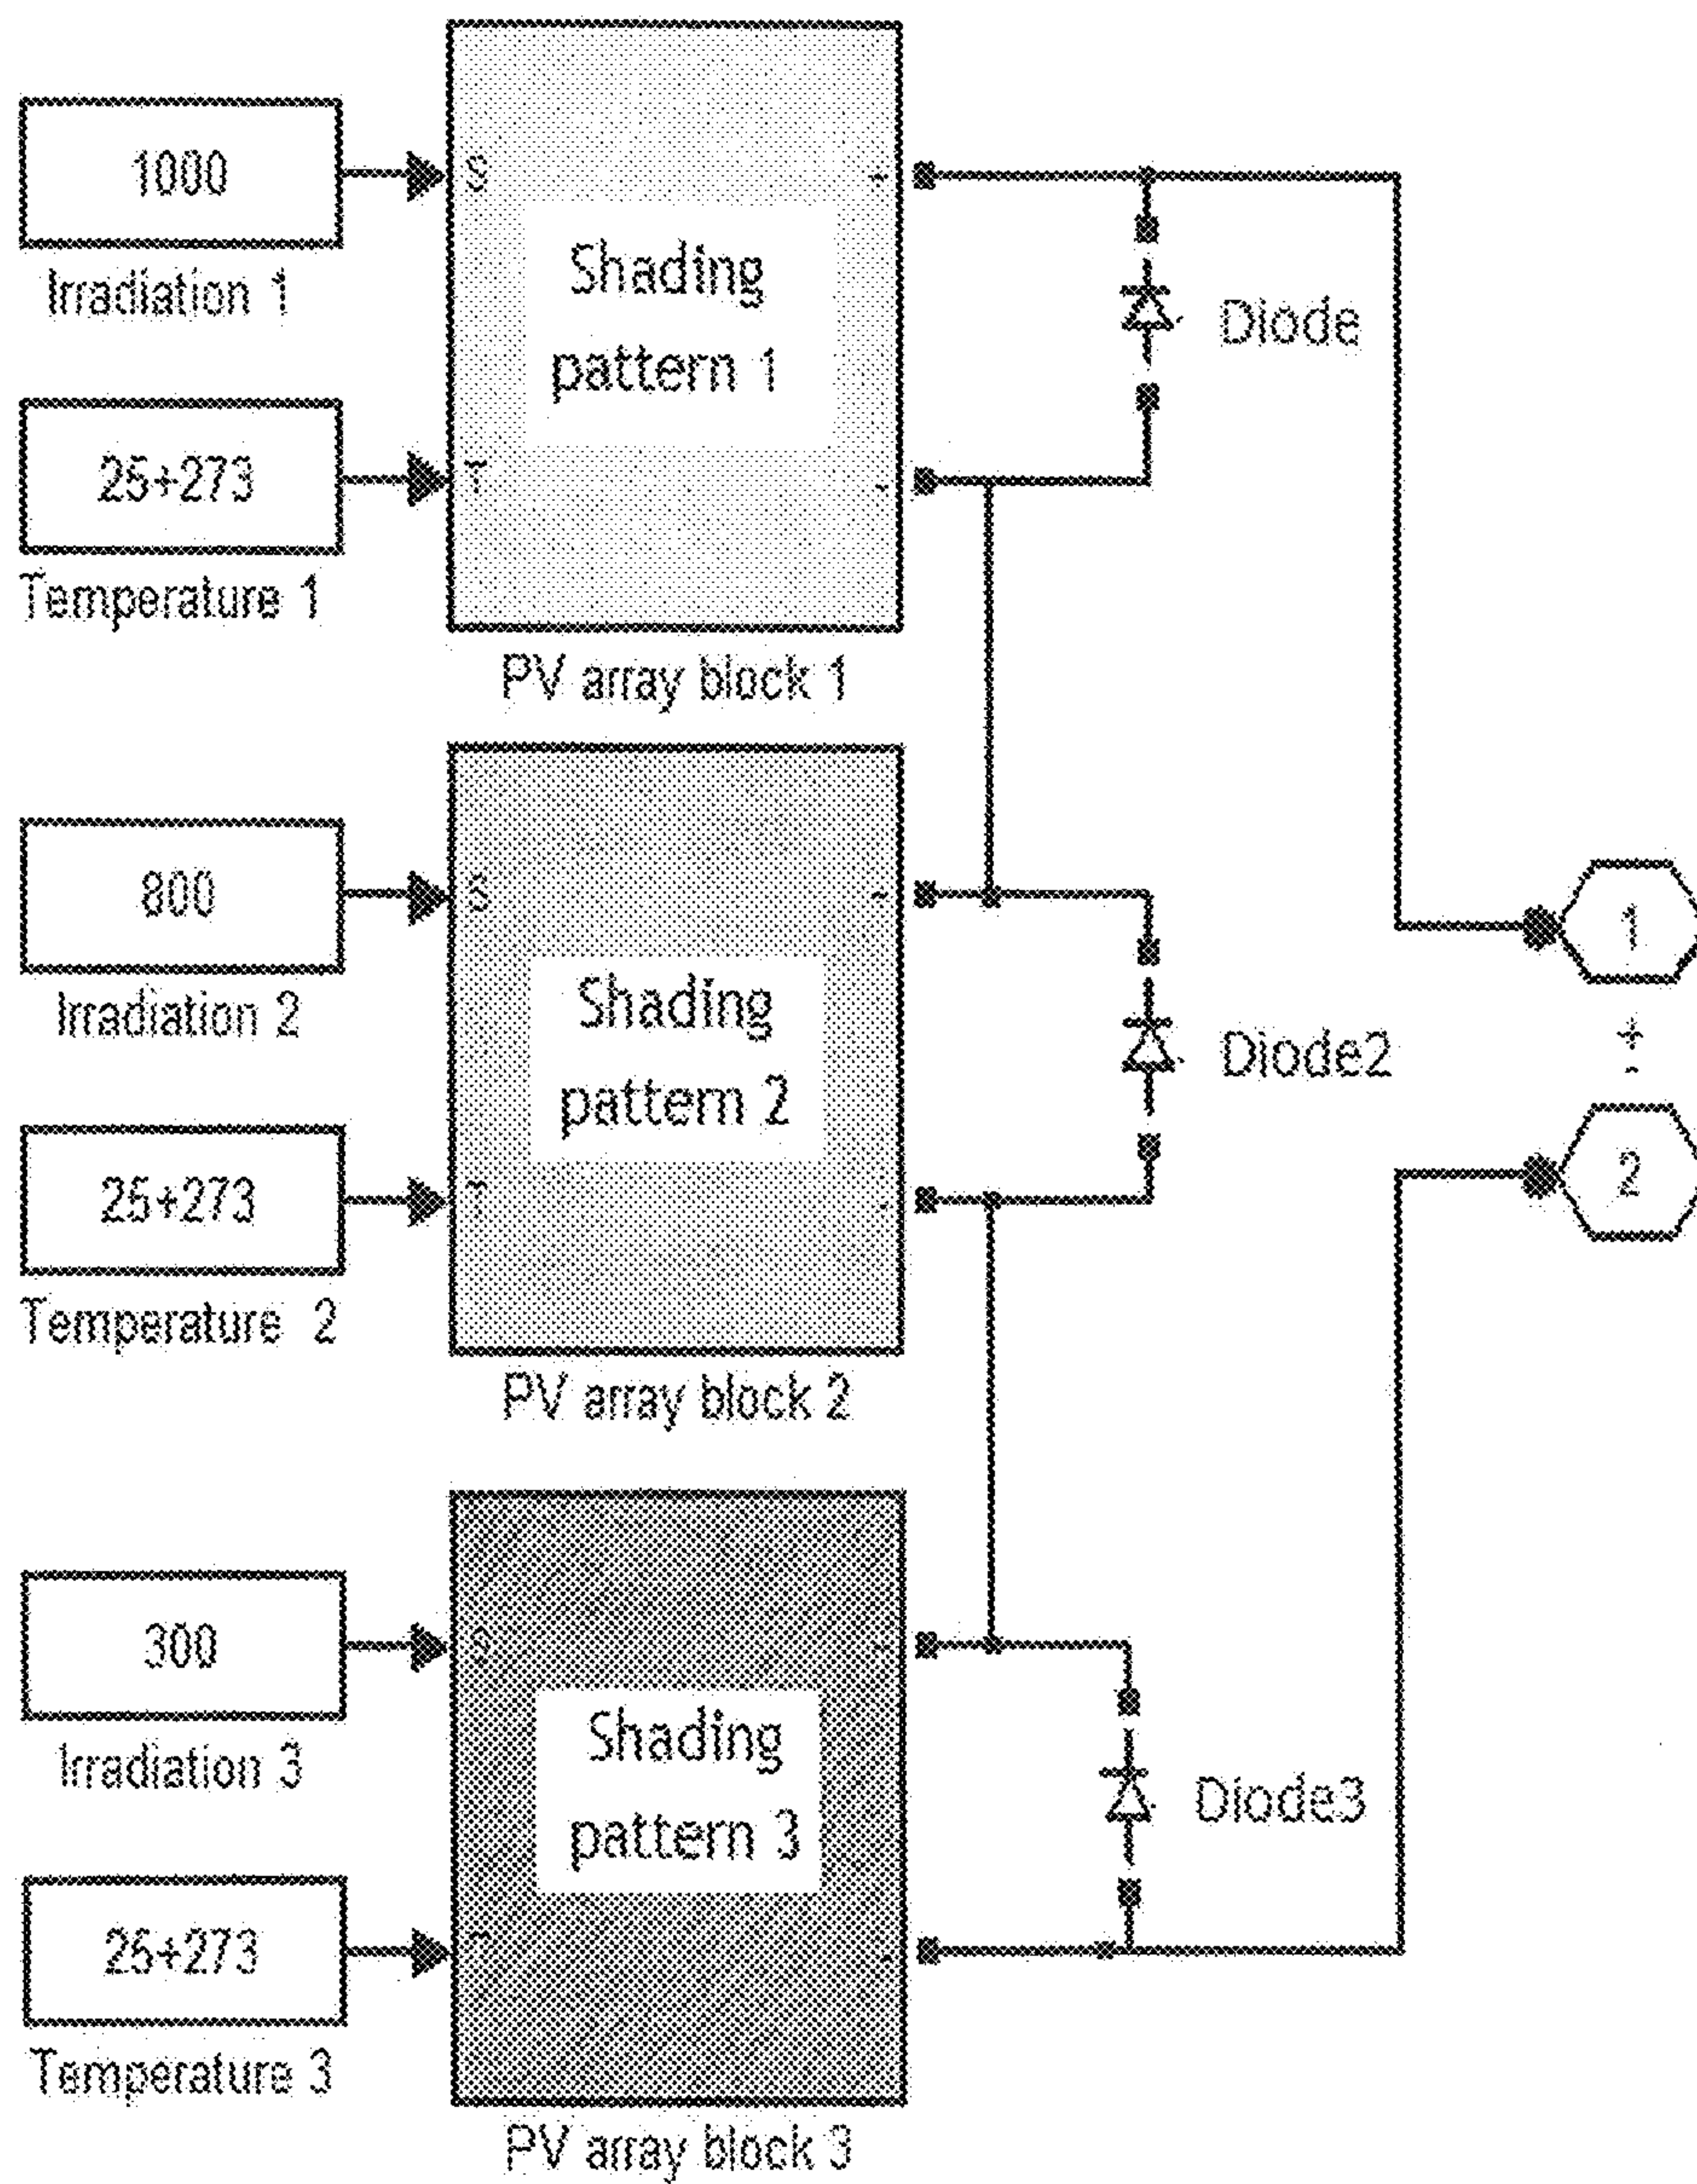 1000
S
+
Shading
pattern 1
Irradiation 1
Diode
25+273
T
-
Temperature 1
PV array block 1
800
S
-
1
Shading
pattern 2
Irradiation 2
+
-
Diode2
25+273
T
-
2
Temperature 2
PV array block 2
300
S
-
Shading
pattern 3
Irradiation 3
Diode3
25+273
-
Temperature 3
PV array block 3